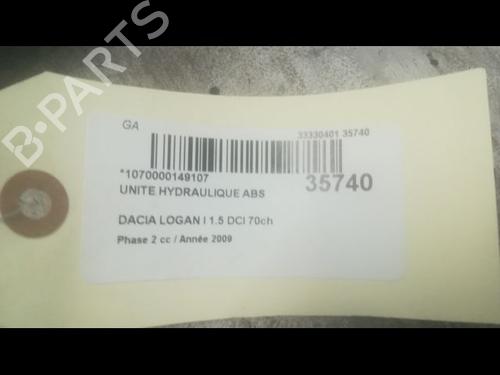 B-PARTS
GA
33330401 35740
*1070000149107
35740
UNITE HYDRAULIQUE ABS
DACIA LOGAN I 1.5 DCI 70ch
Phase 2 cc / Année 2009